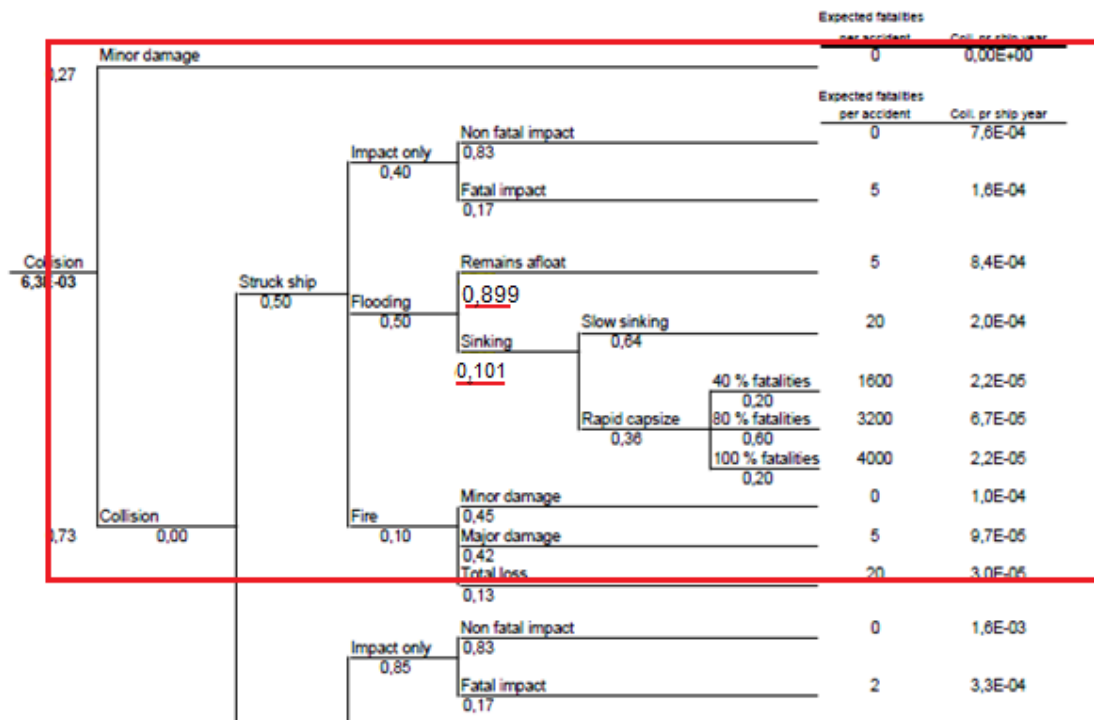 Expected fatalities
per accident Coll. pr ship year
Minor damage 0 0,00E+00
0,27
Expected fatalities
per accident Coll. pr ship year
Non fatal impact 0 7,6E-04
Impact only 0,83
0,40
Fatal impact 5 1,6E-04
0,17
Collision Remains afloat 5 8,4E-04
6,3E-03 Struck ship 0,899
0,50 Flooding
0,50 Slow sinking 20 2,0E-04
Sinking 0,64
0,101
40 % fatalities 1600 2,2E-05
0,20
Rapid capsize 80 % fatalities 3200 6,7E-05
0,36 0,60
100 % fatalities 4000 2,2E-05
0,20
Minor damage 0 1,0E-04
Collision Fire 0,45
0,73 0,00 0,10 Major damage 5 9,7E-05
0,42
Total loss 20 3,0E-05
0,13
Non fatal impact 0 1,6E-03
Impact only 0,83
0,85
Fatal impact 2 3,3E-04
0,17